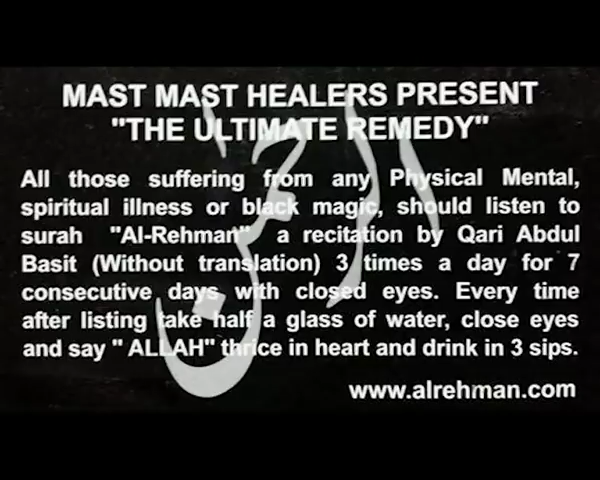 MAST MAST HEALERS PRESENT
"THE ULTIMATE REMEDY"
الرحمن
All those suffering from any Physical Mental,
spiritual illness or black magic, should listen to
surah "Al-Rehman" a recitation by Qari Abdul
Basit (Without translation) 3 times a day for 7
consecutive days with closed eyes. Every time
after listing take half a glass of water, close eyes
and say " ALLAH" thrice in heart and drink in 3 sips.
www.alrehman.com